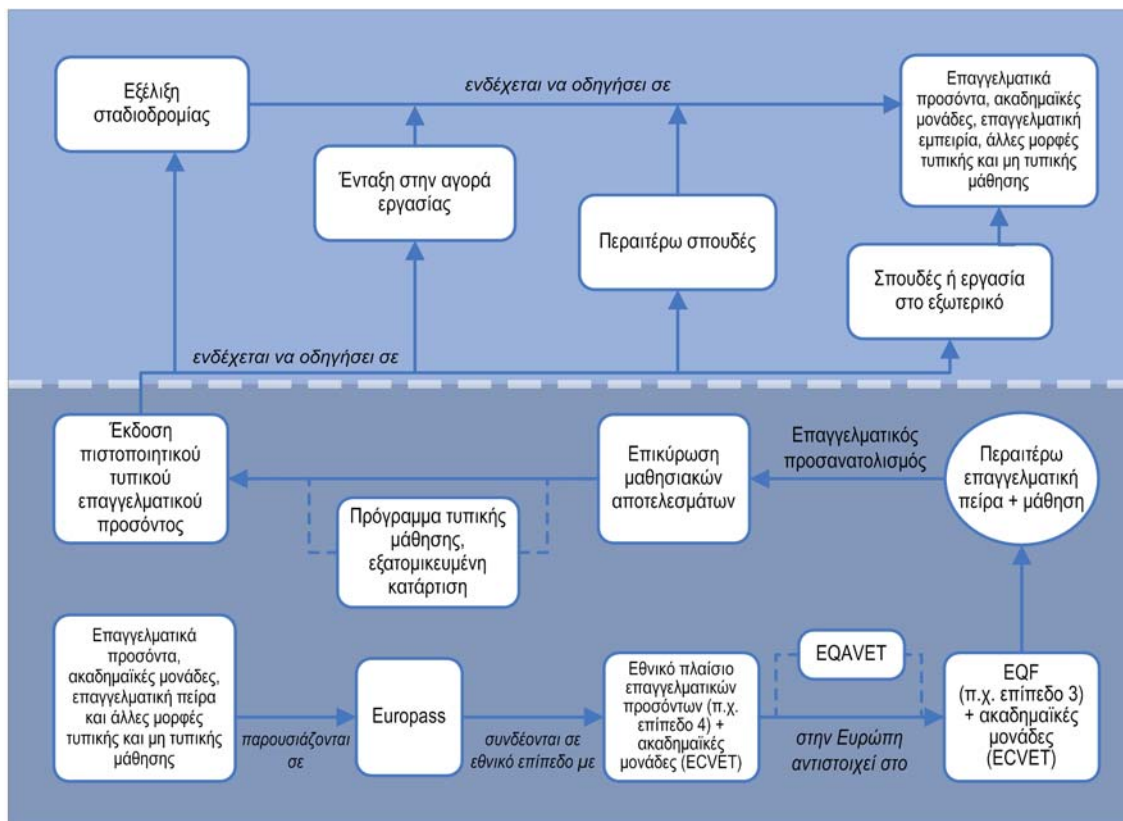 ενδέχεται να οδηγήσει σε
Εξέλιξη
σταδιοδρομίας
Ένταξη στην αγορά
εργασίας
Περαιτέρω σπουδές
Επαγγελματικά
προσόντα, ακαδημαϊκές
μονάδες, επαγγελματική
εμπειρία, άλλες μορφές
τυπικής και μη τυπικής
μάθησης
Σπουδές ή εργασία
στο εξωτερικό
ενδέχεται να οδηγήσει σε
Έκδοση
πιστοποιητικού
τυπικού
επαγγελματικού
προσόντος
Πρόγραμμα τυπικής
μάθησης,
εξατομικευμένη
κατάρτιση
Επικύρωση
μαθησιακών
αποτελεσμάτων
Επαγγελματικός
προσανατολισμός
Περαιτέρω
επαγγελματική
πείρα + μάθηση
Επαγγελματικά
προσόντα,
ακαδημαϊκές μονάδες,
επαγγελματική πείρα
και άλλες μορφές
τυπικής και μη τυπικής
μάθησης
παρουσιάζονται
σε
Europass
συνδέονται σε
εθνικό επίπεδο με
Εθνικό πλαίσιο
επαγγελματικών
προσόντων (π.χ.
επίπεδο 4) +
ακαδημαϊκές
μονάδες (ECVET)
EQAVET
στην Ευρώπη
αντιστοιχεί στο
EQF
(π.χ. επίπεδο 3)
+ ακαδημαϊκές
μονάδες
(ECVET)